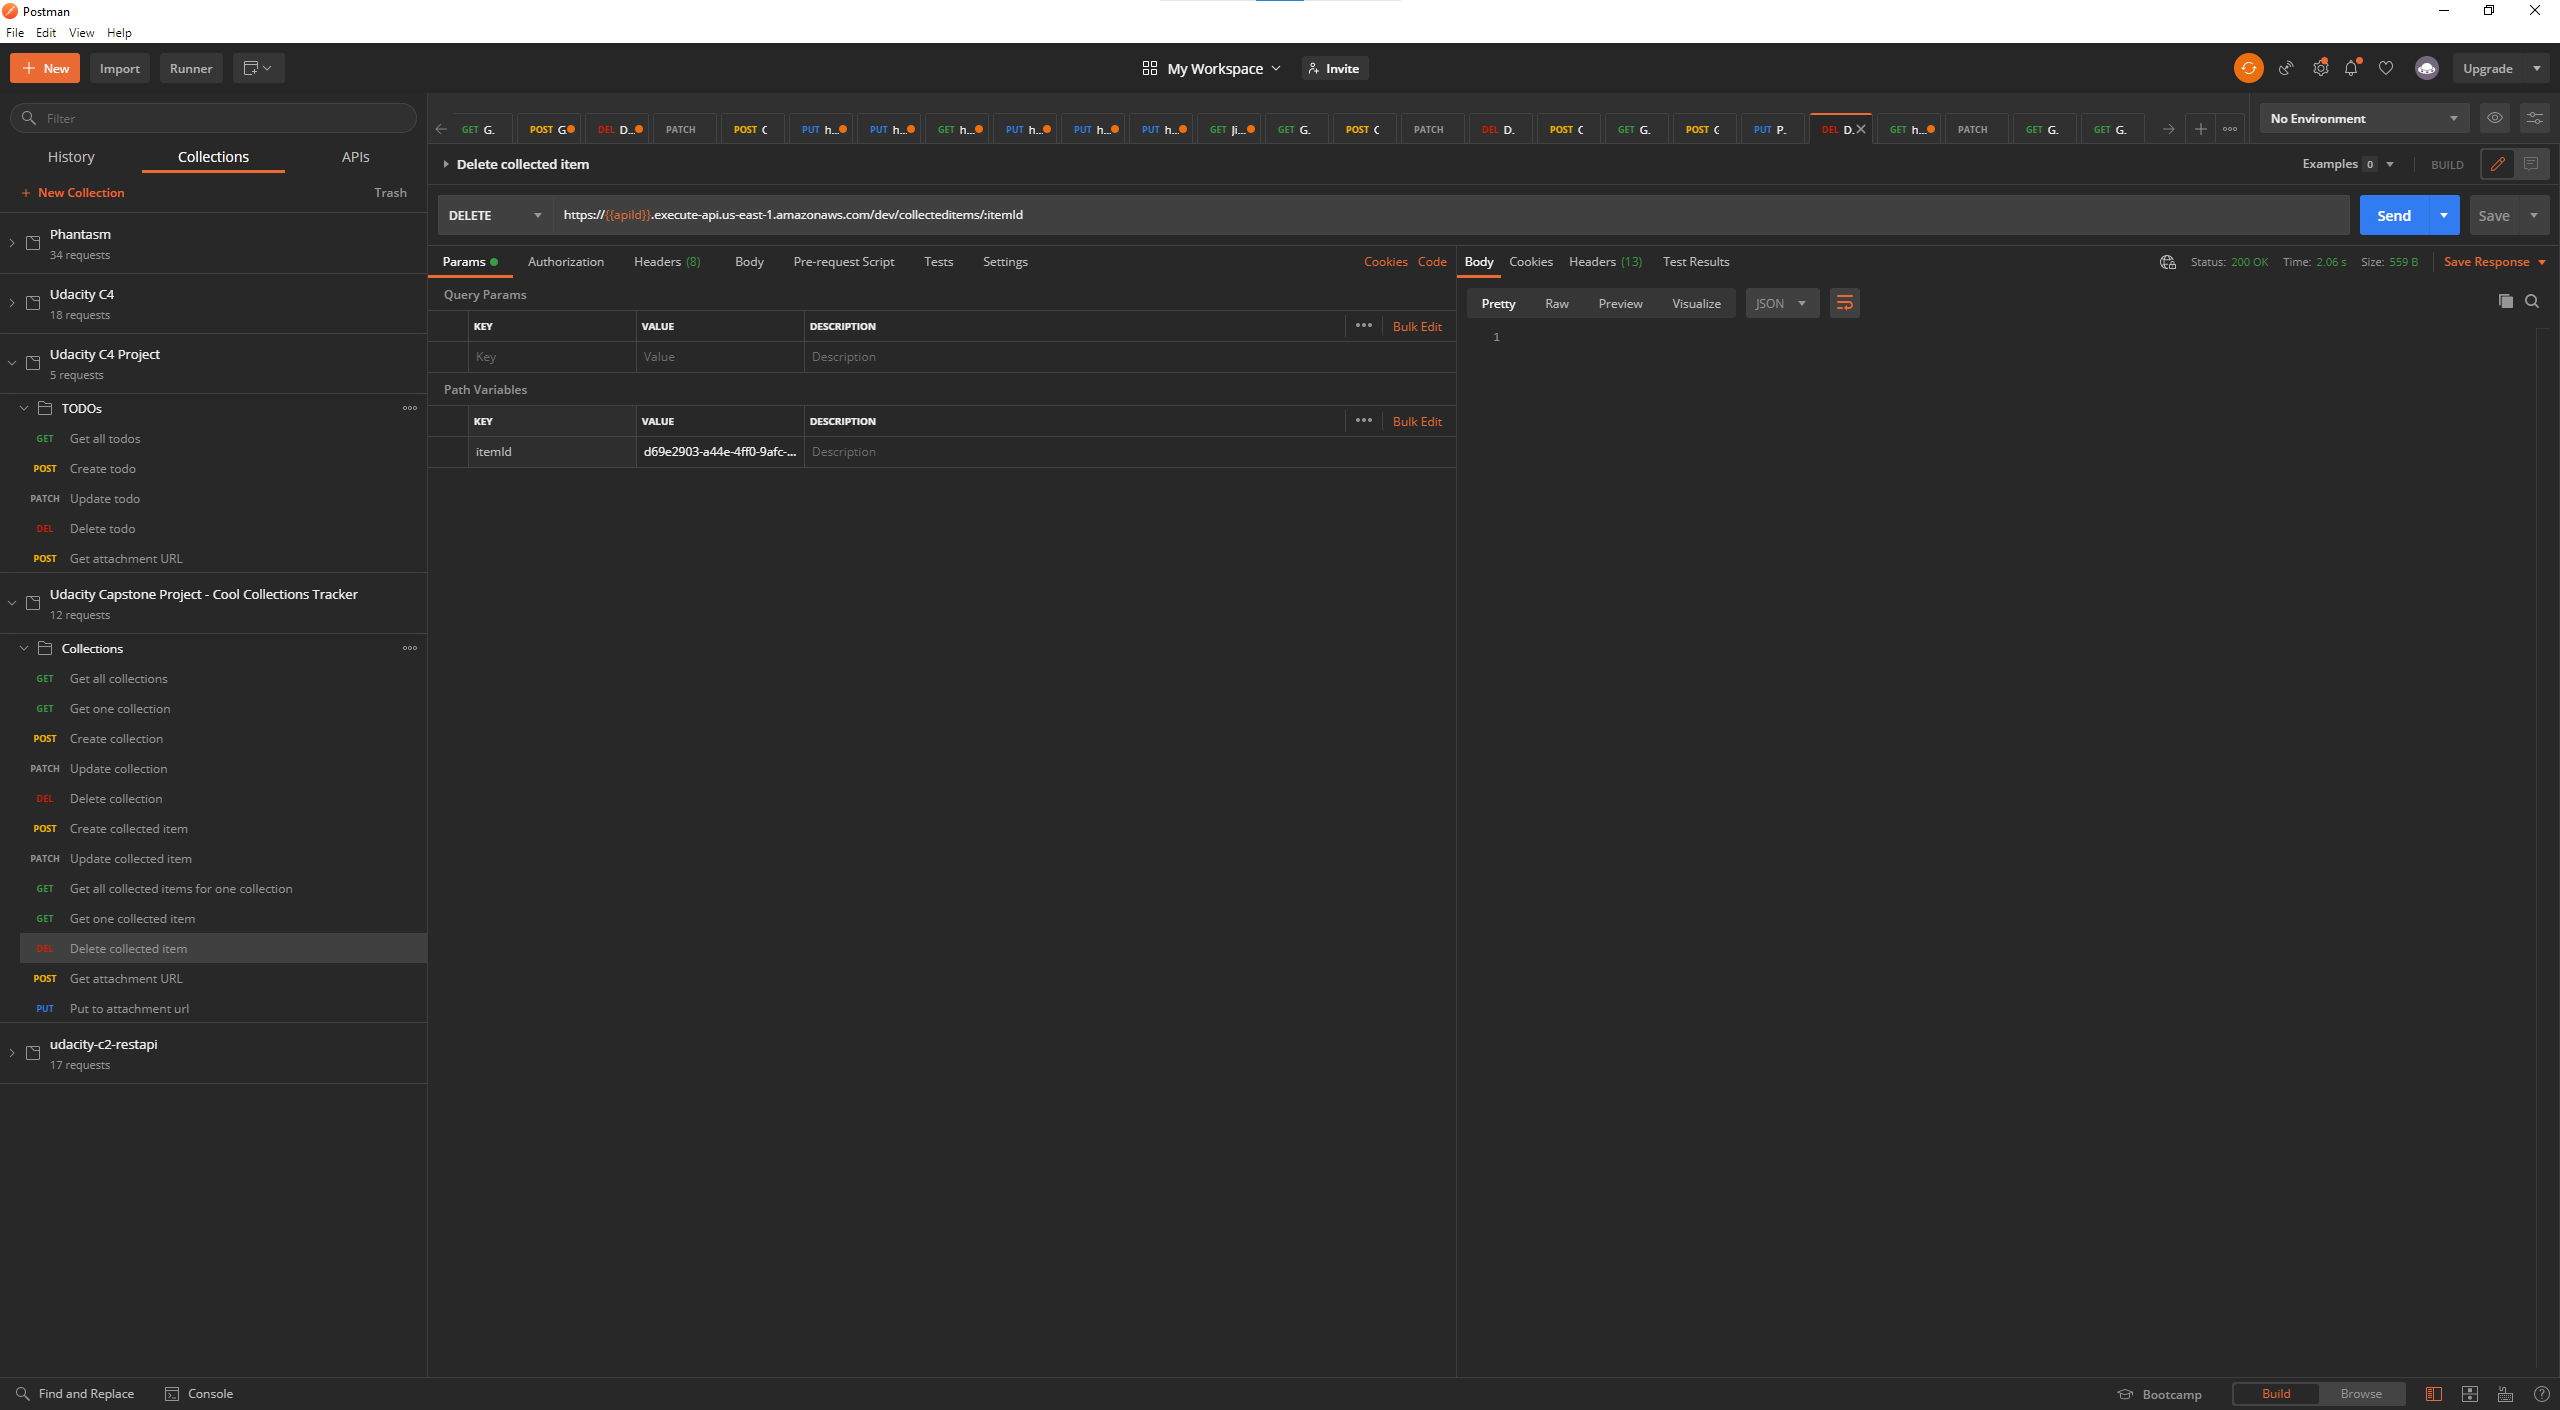 Postman
File Edit View Help
New Import Runner My Workspace Invite Upgrade
Filter
GET G. POST G DEL D... PATCH POST C PUT h... PUT h... GET h... PUT h... PUT h... PUT h... GET Ji... GET G. POST C PATCH DEL D. POST C GET G. POST G PUT P. DEL D. GET h... PATCH GET G. GET G.
No Environment
History Collections APIs
+ New Collection Trash
Phantasm
34 requests
Udacity C4
18 requests
Udacity C4 Project
5 requests
TODOs
GET Get all todos
POST Create todo
PATCH Update todo
DEL Delete todo
POST Get attachment URL
Udacity Capstone Project - Cool Collections Tracker
12 requests
Collections
GET Get all collections
GET Get one collection
POST Create collection
PATCH Update collection
DEL Delete collection
POST Create collected item
PATCH Update collected item
GET Get all collected items for one collection
GET Get one collected item
DEL Delete collected item
POST Get attachment URL
PUT Put to attachment url
udacity-c2-restapi
17 requests
Delete collected item
Examples 0 BUILD
DELETE https://{{apiId}}.execute-api.us-east-1.amazonaws.com/dev/collecteditems/:itemId Send Save
Params Authorization Headers (8) Body Pre-request Script Tests Settings Cookies Code
Query Params
KEY VALUE DESCRIPTION Bulk Edit
Key Value Description
Path Variables
KEY VALUE DESCRIPTION Bulk Edit
itemId d69e2903-a44e-4ff0-9afc-... Description
Body Cookies Headers (13) Test Results Status: 200 OK Time: 2.06 s Size: 559 B Save Response
Pretty Raw Preview Visualize JSON
1
Find and Replace Console Bootcamp Build Browse